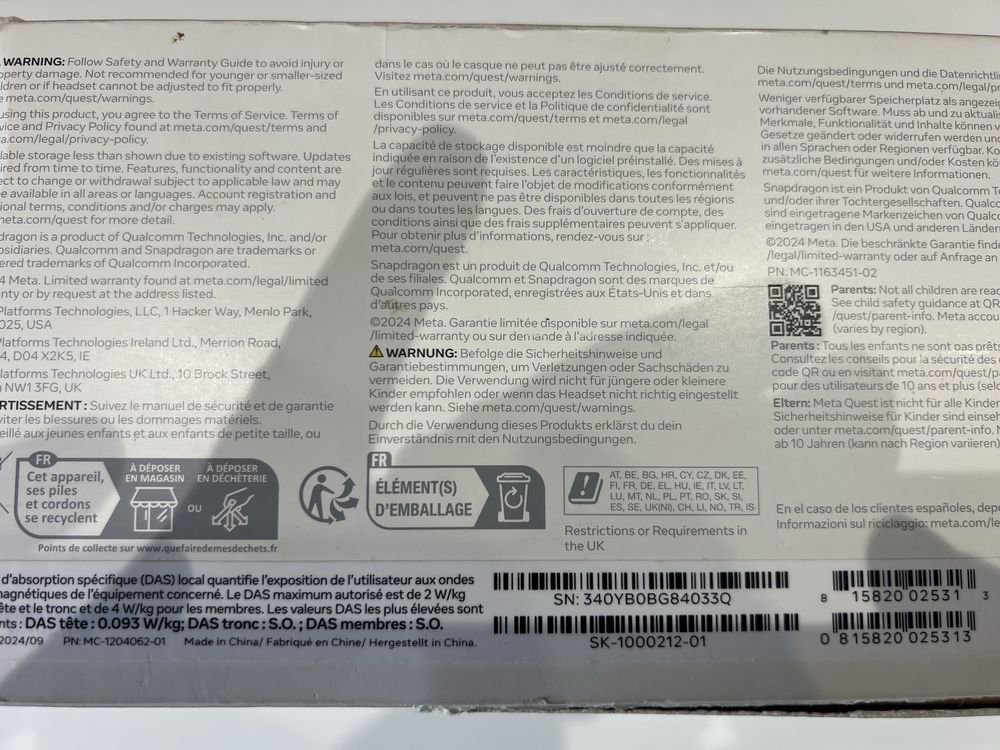 WARNING: Follow Safety and Warranty Guide to avoid injury or
operty damage. Not recommended for younger or smaller-sized
ldren or if headset cannot be adjusted to fit properly.
e meta.com/quest/warnings.
using this product, you agree to the Terms of Service. Terms of
vice and Privacy Policy found at meta.com/quest/terms and
a.com/legal/privacy-policy.
lable storage less than shown due to existing software. Updates
ired from time to time. Features, functionality and content are
ect to change or withdrawal subject to applicable law and may
be available in all areas or languages. Account registration and
ional terms, conditions and/or charges may apply.
meta.com/quest for more detail.
dragon is a product of Qualcomm Technologies, Inc. and/or
bsidiaries. Qualcomm and Snapdragon are trademarks or
ered trademarks of Qualcomm Incorporated.
4 Meta. Limited warranty found at meta.com/legal/limited
nty or by request at the address listed.
Platforms Technologies, LLC, 1 Hacker Way, Menlo Park,
025, USA
Platforms Technologies Ireland Ltd., Merrion Road,
4, D04 X2K5, IE
latforms Technologies UK Ltd., 10 Brock Street,
n NW1 3FG, UK
RTISSEMENT : Suivez le manuel de sécurité et de garantie
viter les blessures ou les dommages matériels.
eillé aux jeunes enfants et aux enfants de petite taille, ou
dans le cas où le casque ne peut pas être ajusté correctement.
Visitez meta.com/quest/warnings.
En utilisant ce produit, vous acceptez les Conditions de service.
Les Conditions de service et la Politique de confidentialité sont
disponibles sur meta.com/quest/terms et meta.com/legal
/privacy-policy.
La capacité de stockage disponible est moindre que la capacité
indiquée en raison de l'existence d'un logiciel préinstallé. Des mises à
jour régulières sont requises. Les caractéristiques, les fonctionnalités
et le contenu peuvent faire l'objet de modifications conformément
aux lois, et peuvent ne pas être disponibles dans toutes les régions
ou dans toutes les langues. Des frais d'ouverture de compte, des
conditions ainsi que des frais supplémentaires peuvent s'appliquer.
Pour obtenir plus d'informations, rendez-vous sur :
meta.com/quest.
Snapdragon est un produit de Qualcomm Technologies, Inc. et/ou
de ses filiales. Qualcomm et Snapdragon sont des marques de
Qualcomm Incorporated, enregistrées aux États-Unis et dans
d'autres pays.
©2024 Meta. Garantie limitée disponible sur meta.com/legal
/limited-warranty ou sur demande à l'adresse indiquée.
WARNUNG: Befolge die Sicherheitshinweise und
Garantiebestimmungen, um Verletzungen oder Sachschäden zu
vermeiden. Die Verwendung wird nicht für jüngere oder kleinere
Kinder empfohlen oder wenn das Headset nicht richtig eingestellt
werden kann. Siehe meta.com/quest/warnings.
Durch die Verwendung dieses Produkts erklärst du dein
Einverständnis mit den Nutzungsbedingungen.
Die Nutzungsbedingungen und die Datenrichtli
meta.com/quest/terms und meta.com/legal/pr
Weniger verfügbarer Speicherplatz als angezeig
vorhandener Software. Muss ab und zu aktualis
Merkmale, Funktionalität und Inhalte können v
Gesetze geändert oder widerrufen werden und
in allen Sprachen oder Regionen verfügbar. Ko
zusätzliche Bedingungen und/oder Kosten kö
meta.com/quest für weitere Informationen.
Snapdragon ist ein Produkt von Qualcomm Te
und/oder ihrer Tochtergesellschaften. Qualco
sind eingetragene Markenzeichen von Qualco
eingetragen in den USA und anderen Ländern
©2024 Meta. Die beschränkte Garantie finde
/legal/limited-warranty oder auf Anfrage an
PN: MC-1163451-02
Parents: Not all children are read
See child safety guidance at QR
/quest/parent-info. Meta accou
(varies by region).
Parents : Tous les enfants ne sont pas prêts
Consultez les conseils pour la sécurité des e
code QR ou en visitant meta.com/quest/pa
pour des utilisateurs de 10 ans et plus (selo
Eltern: Meta Quest ist nicht für alle Kinder
Sicherheitshinweise für Kinder sind einseh
oder unter meta.com/quest/parent-info. M
ab 10 Jahren (kann nach Region variieren)
FR
Cet appareil,
ses piles
et cordons
se recyclent
À DÉPOSER
EN MAGASIN
OU
À DÉPOSER
EN DÉCHÈTERIE
Points de collecte sur www.quefairedemesdechets.fr
FR
ÉLÉMENT(S)
D'EMBALLAGE
AT, BE, BG, HR, CY, CZ, DK, EE,
FI, FR, DE, EL, HU, IE, IT, LV, LT,
LU, MT, NL, PL, PT, RO, SK, SI,
ES, SE, UK(NI), CH, LI, NO, TR, IS
Restrictions or Requirements in
the UK
En el caso de los clientes españoles, depo
Informazioni sul riciclaggio: meta.com/le
d'absorption spécifique (DAS) local quantifie l'exposition de l'utilisateur aux ondes
magnétiques de l'équipement concerné. Le DAS maximum autorisé est de 2 W/kg
ête et le tronc et de 4 W/kg pour les membres. Les valeurs DAS les plus élevées sont
nts : DAS tête : 0.093 W/kg; DAS tronc : S.O. ; DAS membres : S.O.
2024/09 PN: MC-1204062-01 Made in China/ Fabriqué en Chine/ Hergestellt in China.
SN: 340YB0BG84033Q
SK-1000212-01
8 15820 02531 3
0 815820 025313